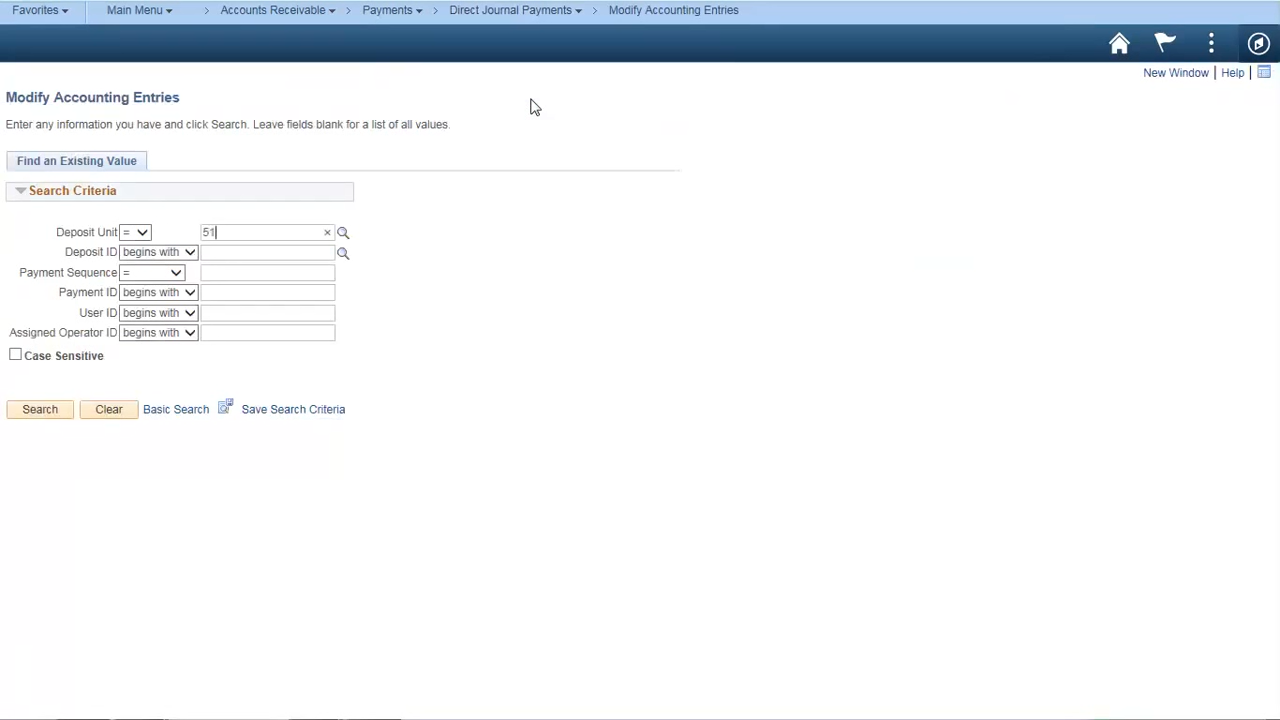 Favorites Main Menu > Accounts Receivable > Payments > Direct Journal Payments > Modify Accounting Entries
New Window | Help |
Modify Accounting Entries
Enter any information you have and click Search. Leave fields blank for a list of all values.
Find an Existing Value
Search Criteria
Deposit Unit = 51 ×
Deposit ID begins with
Payment Sequence =
Payment ID begins with
User ID begins with
Assigned Operator ID begins with
Case Sensitive
Search Clear Basic Search Save Search Criteria